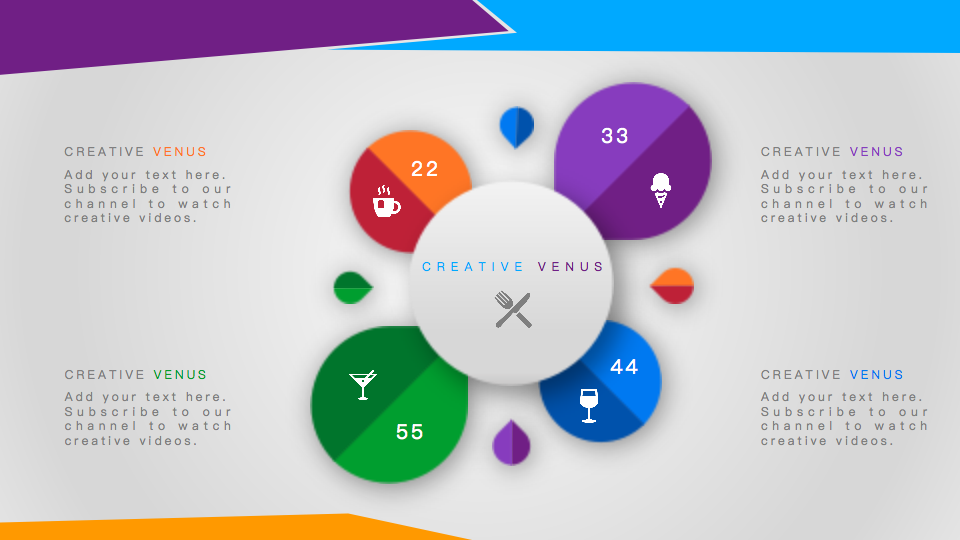 CREATIVE VENUS
Add your text here.
Subscribe to our
channel to watch
creative videos.
22
33
CREATIVE VENUS
Add your text here.
Subscribe to our
channel to watch
creative videos.
CREATIVE VENUS
CREATIVE VENUS
Add your text here.
Subscribe to our
channel to watch
creative videos.
55
44
CREATIVE VENUS
Add your text here.
Subscribe to our
channel to watch
creative videos.